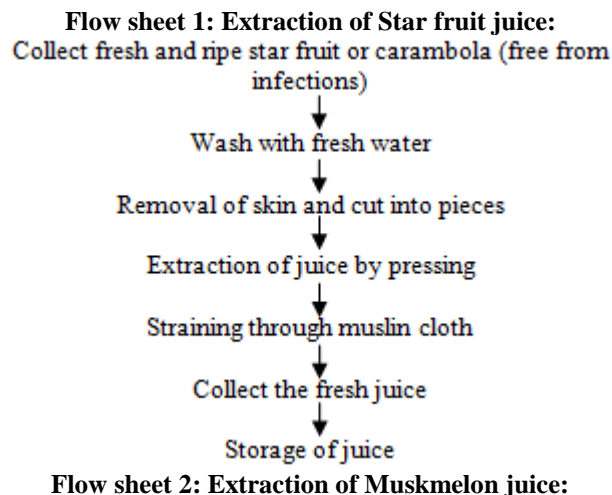 Flow sheet 1: Extraction of Star fruit juice:
Collect fresh and ripe star fruit or carambola (free from
infections)
Wash with fresh water
Removal of skin and cut into pieces
Extraction of juice by pressing
Straining through muslin cloth
Collect the fresh juice
Storage of juice
Flow sheet 2: Extraction of Muskmelon juice: